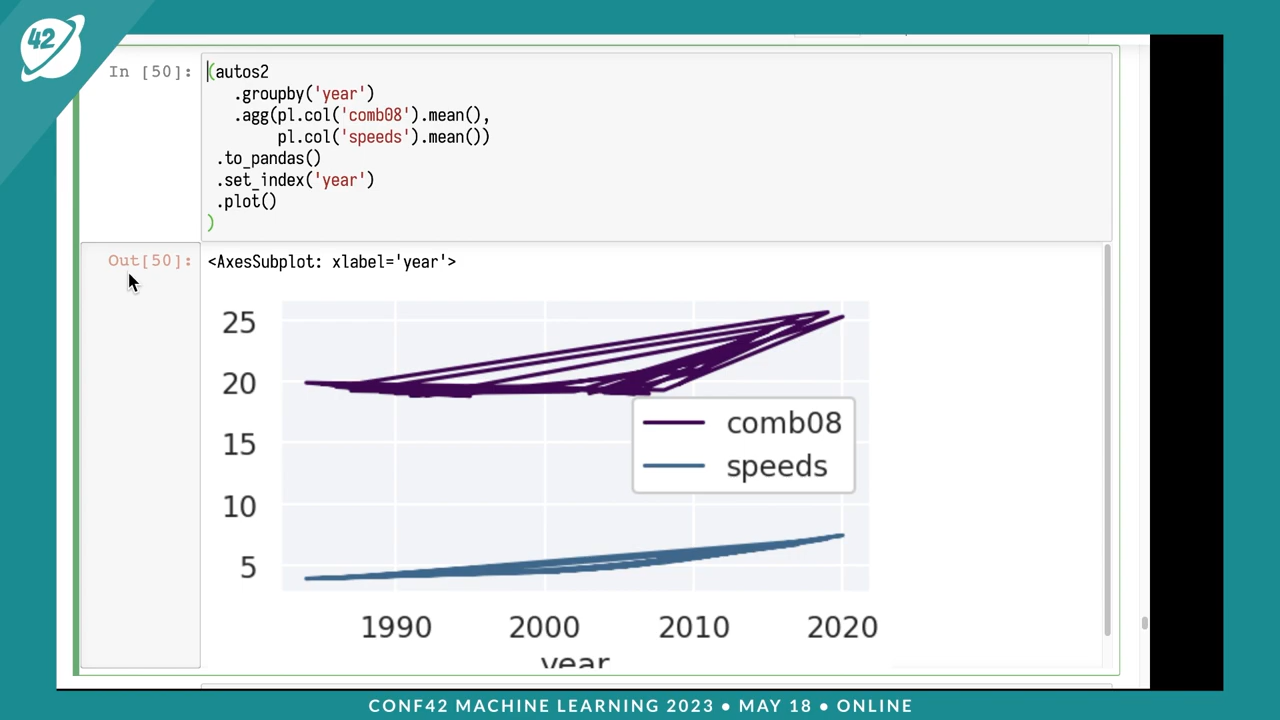 42
In [50]:
(autos2
.groupby('year')
.agg(pl.col('comb08').mean(),
pl.col('speeds').mean())
.to_pandas()
.set_index('year')
.plot()
)
Out[50]:
<AxesSubplot: xlabel='year'>
25
20
15
10
5
comb08
speeds
1990 2000 2010 2020
year
CONF42 MACHINE LEARNING 2023 • MAY 18 • ONLINE